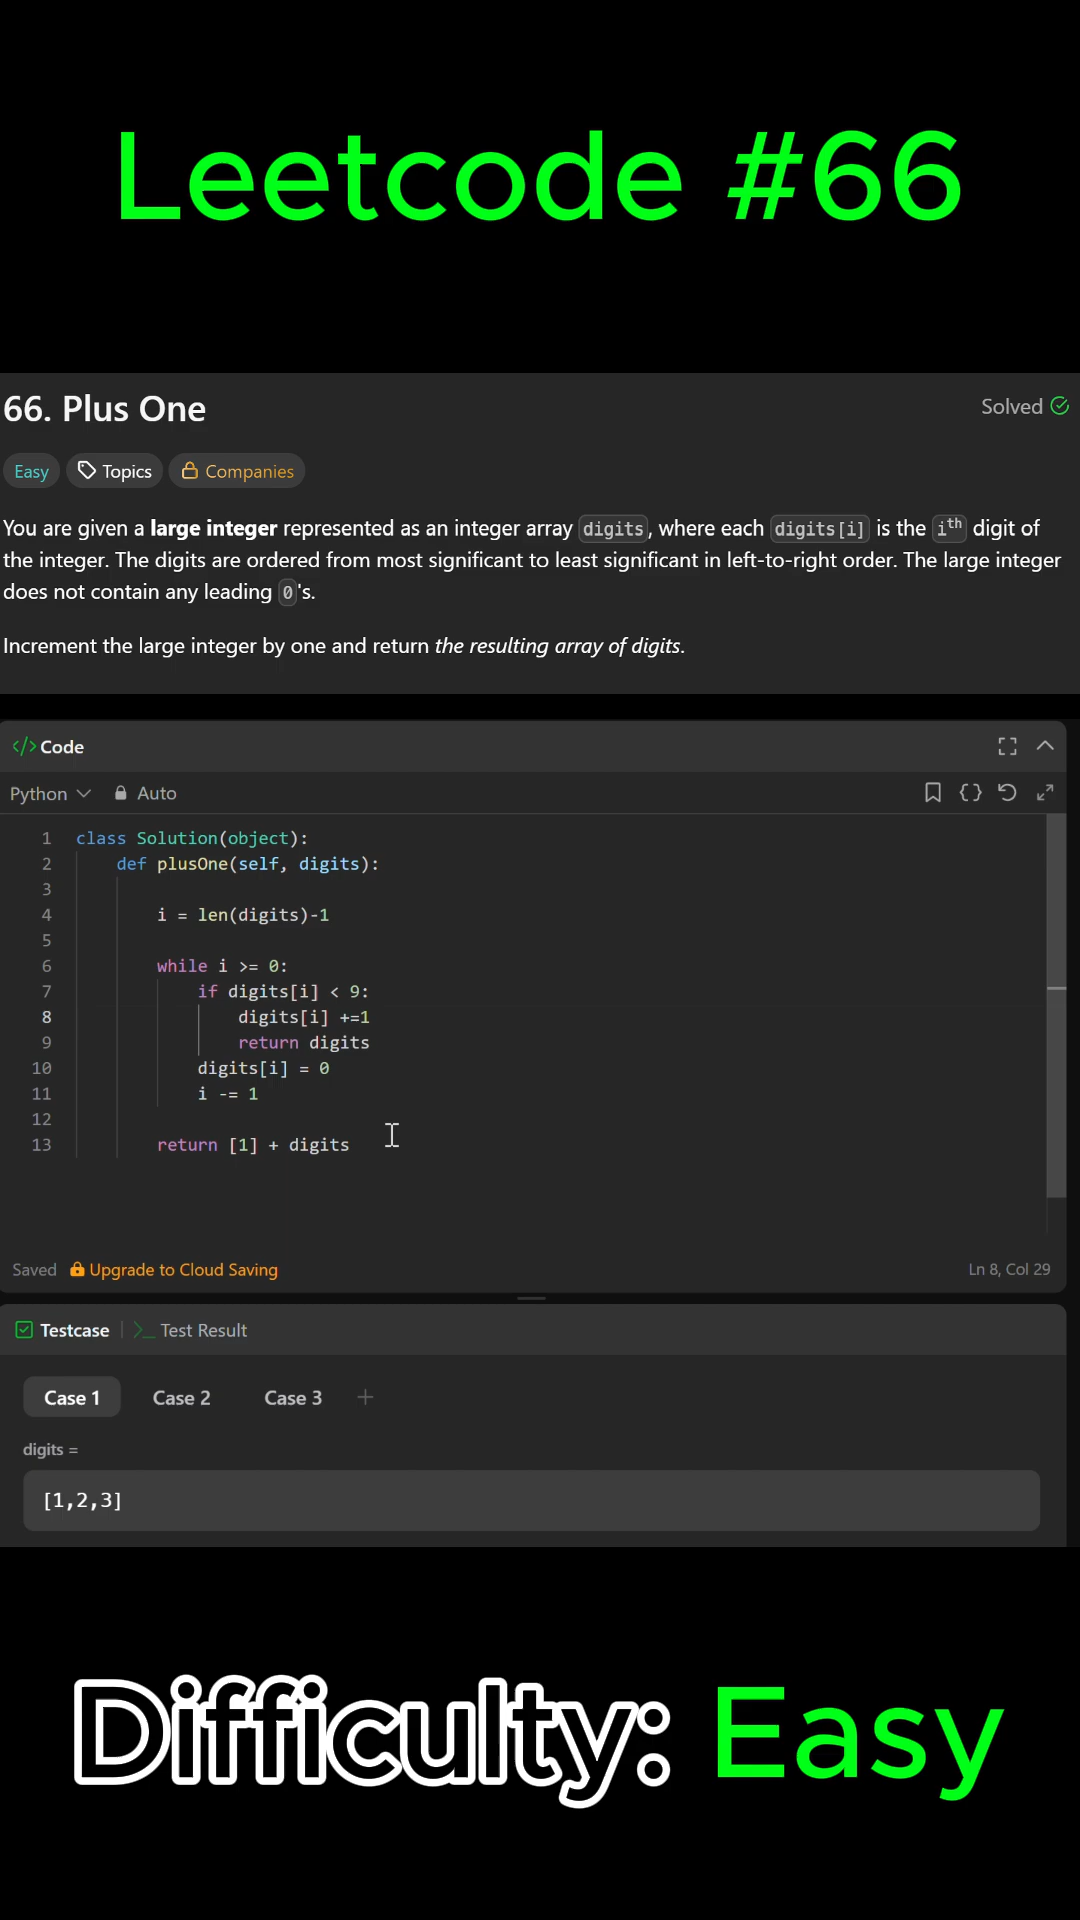 Leetcode #66
66. Plus One
Solved
Easy Topics Companies
You are given a large integer represented as an integer array digits, where each digits[i] is the ith digit of
the integer. The digits are ordered from most significant to least significant in left-to-right order. The large integer
does not contain any leading 0's.
Increment the large integer by one and return the resulting array of digits.
</> Code
Python Auto
1 class Solution(object):
2 def plusOne(self, digits):
3
4 i = len(digits)-1
5
6 while i >= 0:
7 if digits[i] < 9:
8 digits[i] +=1
9 return digits
10 digits[i] = 0
11 i -= 1
12
13 return [1] + digits
Saved Upgrade to Cloud Saving
Ln 8, Col 29
Testcase | >_ Test Result
Case 1 Case 2 Case 3 +
digits =
[1,2,3]
Difficulty: Easy